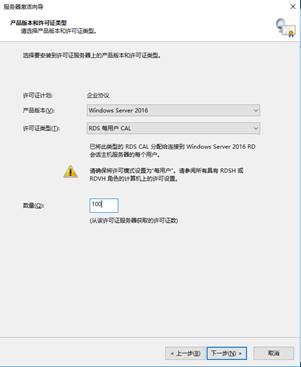 服务器激活向导
产品版本和许可证类型
请选择产品版本和许可证类型。
选择要安装到许可证服务器上的产品版本和许可证类型。
许可证计划: 企业协议
产品版本(V): Windows Server 2016
许可证类型(T): RDS 每用户 CAL
已将此类型的 RDS CAL 分配给连接到 Windows Server 2016 RD
会话主机服务器的每个用户。
请确保将许可模式设置为"每用户"。请参阅所有具有 RDSH 或
RDVH 角色的计算机上的许可设置。
数量(Q): 100
(从该许可证服务器获取的许可证数)
< 上一步(B) 下一步(N) > 取消